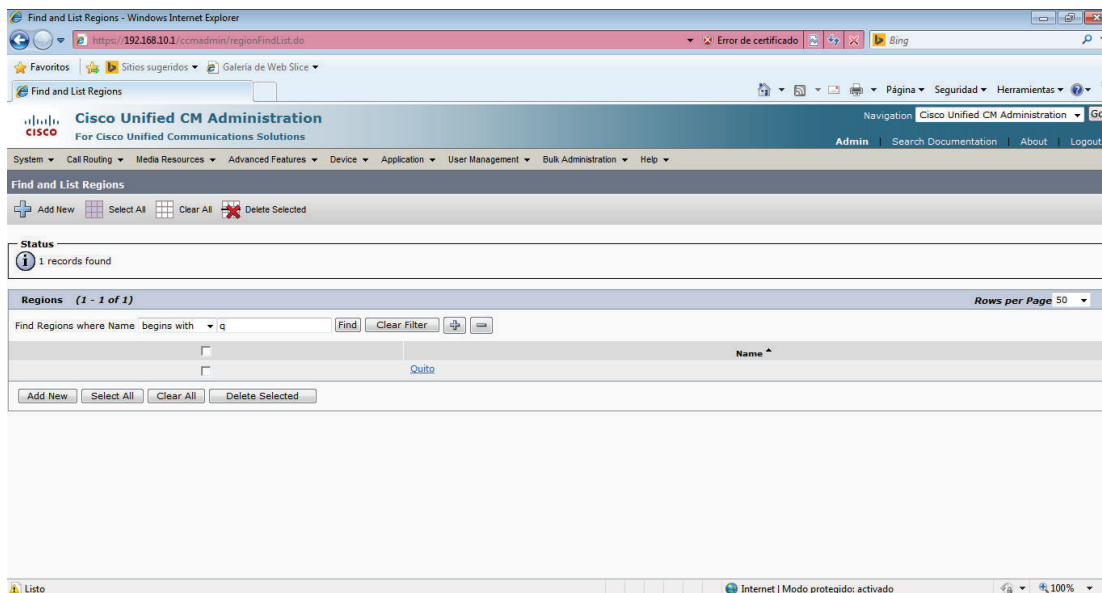 Find and List Regions - Windows Internet Explorer
https://192.168.10.1/ccmadmin/regionFindList.do
Error de certificado
Bing
Favoritos
Sitios sugeridos
Galería de Web Slice
Find and List Regions
Página
Seguridad
Herramientas
CISCO
Cisco Unified CM Administration
For Cisco Unified Communications Solutions
Navigation Cisco Unified CM Administration
Admin | Search Documentation | About | Logout
System Call Routing Media Resources Advanced Features Device Application User Management Bulk Administration Help
Find and List Regions
Add New Select All Clear All Delete Selected
Status
i 1 records found
Regions (1 - 1 of 1)
Rows per Page 50
Find Regions where Name begins with q Find Clear Filter
Name
Quito
Add New Select All Clear All Delete Selected
Listo
Internet | Modo protegido: activado
100%